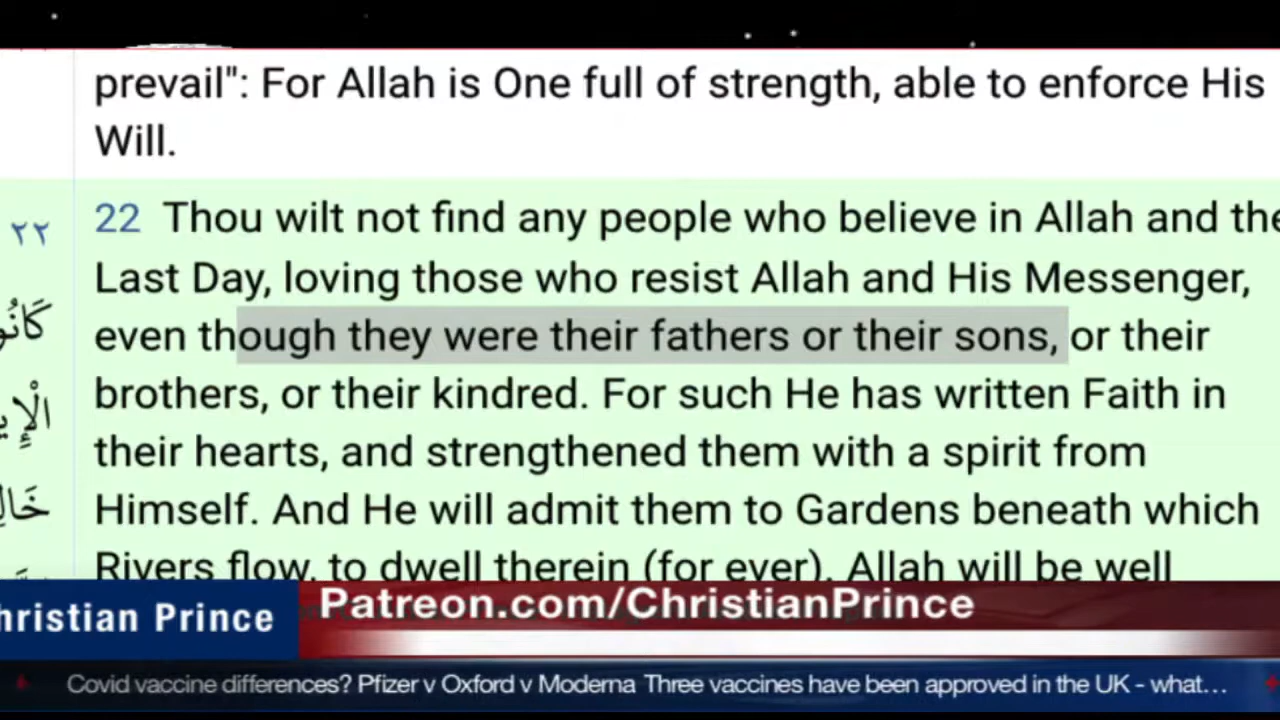 prevail": For Allah is One full of strength, able to enforce His
Will.
٢٢
22 Thou wilt not find any people who believe in Allah and the
Last Day, loving those who resist Allah and His Messenger,
even though they were their fathers or their sons, or their
brothers, or their kindred. For such He has written Faith in
their hearts, and strengthened them with a spirit from
Himself. And He will admit them to Gardens beneath which
Rivers flow, to dwell therein (for ever). Allah will be well
hristian Prince
Patreon.com/ChristianPrince
Covid vaccine differences? Pfizer v Oxford v Moderna Three vaccines have been approved in the UK - what...